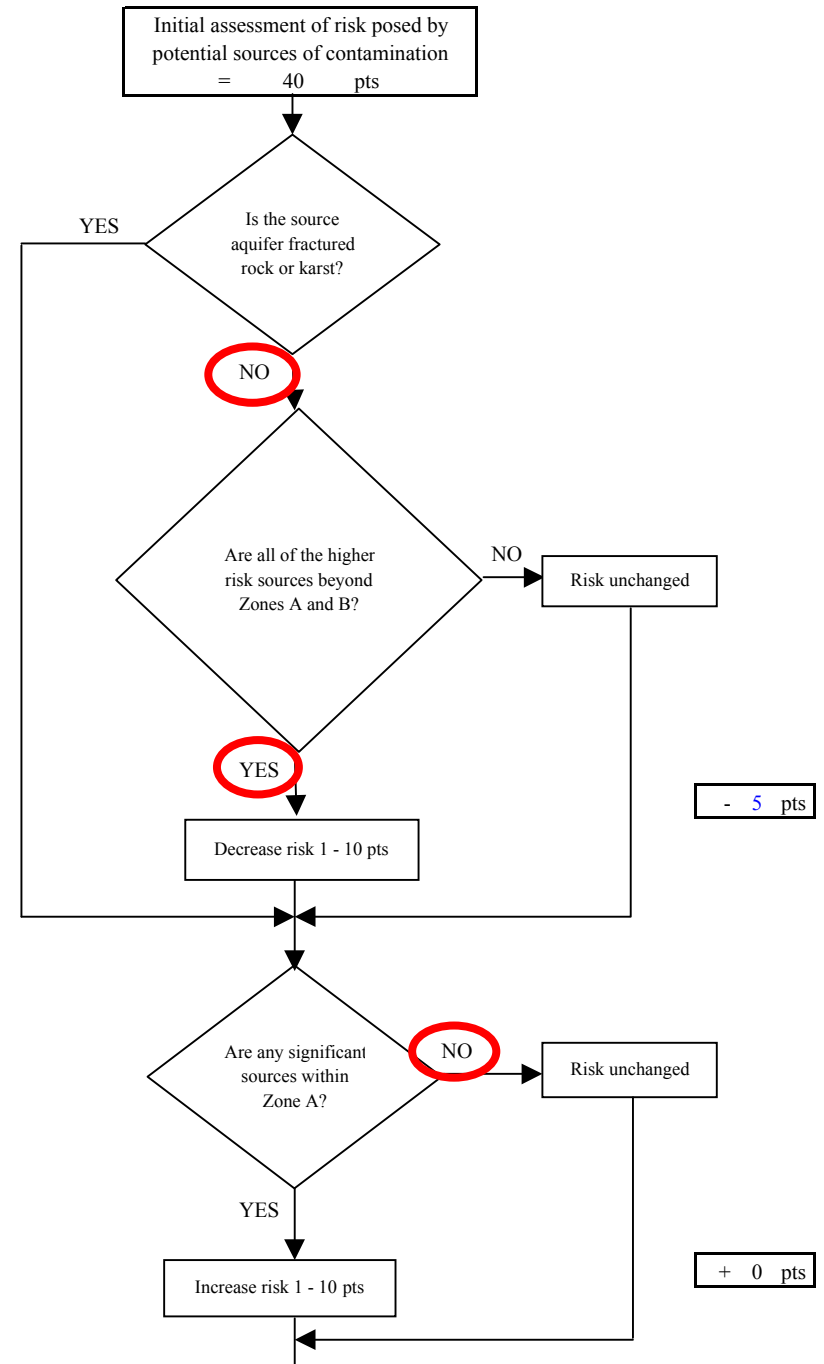 Initial assessment of risk posed by
potential sources of contamination
= 40 pts
YES
Is the source
aquifer fractured
rock or karst?
NO
Are all of the higher
risk sources beyond
Zones A and B?
NO
Risk unchanged
YES
- 5 pts
Decrease risk 1 - 10 pts
Are any significant
sources within
Zone A?
NO
Risk unchanged
YES
+ 0 pts
Increase risk 1 - 10 pts